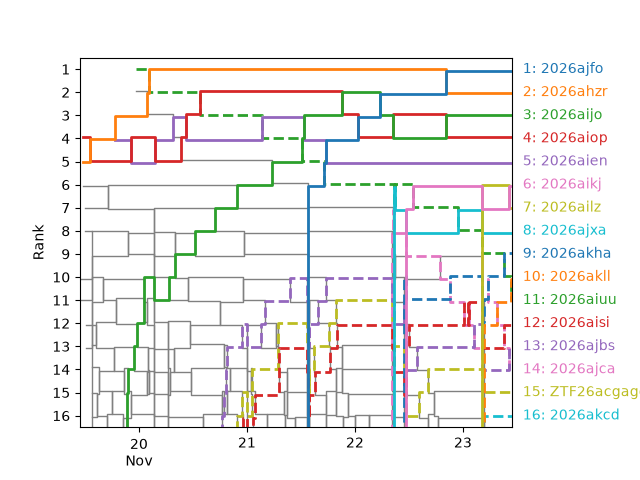 Rank
1
2
3
4
5
6
7
8
9
10
11
12
13
14
15
16
20
21
22
23
Nov
1: 2026ajfo
2: 2026ahzr
3: 2026aijo
4: 2026aiop
5: 2026aien
6: 2026aikj
7: 2026ailz
8: 2026ajxa
9: 2026akha
10: 2026akll
11: 2026aiuu
12: 2026aisi
13: 2026ajbs
14: 2026ajca
15: ZTF26acgag
16: 2026akcd